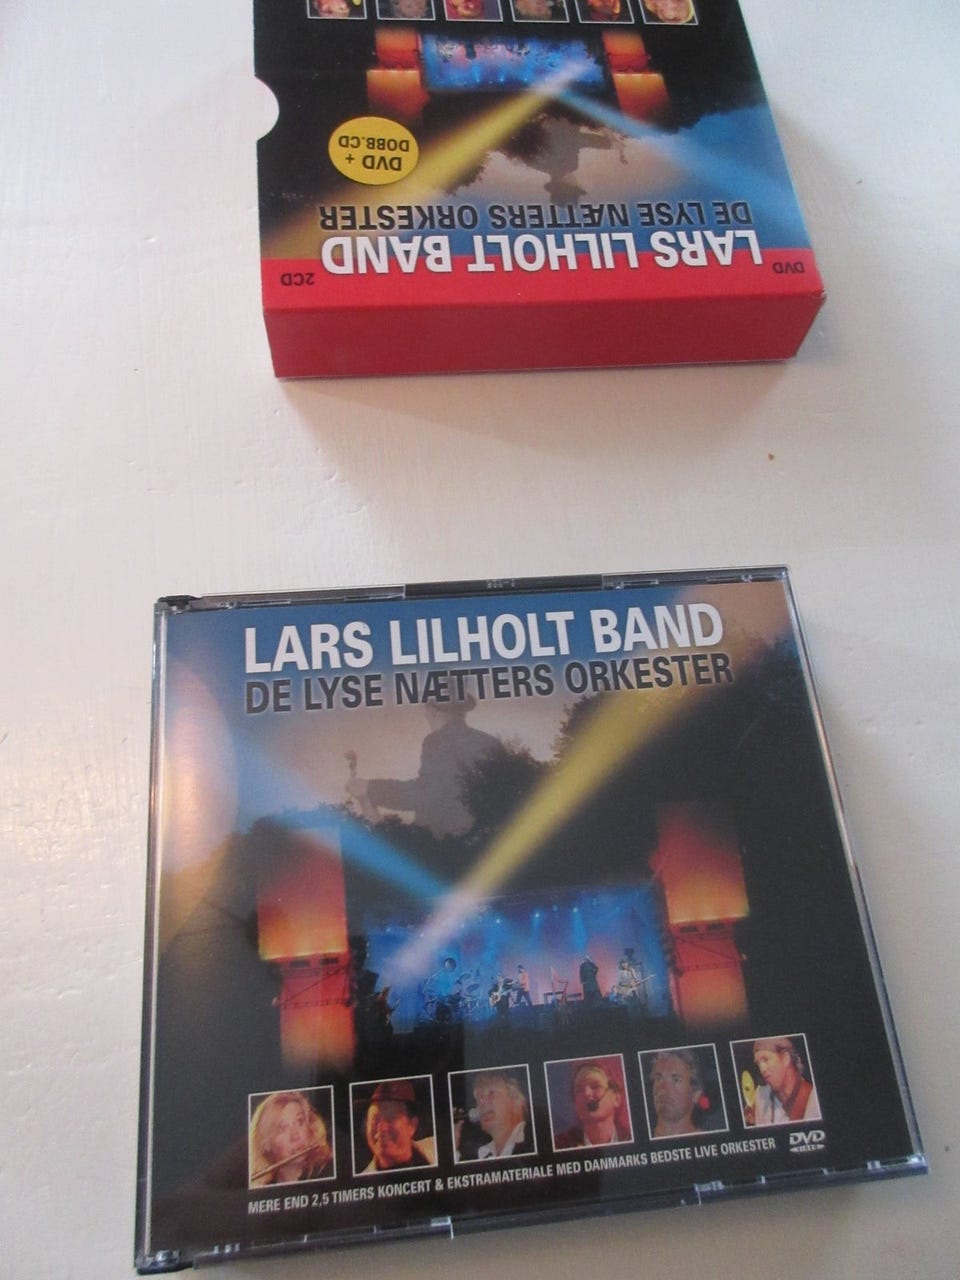 DVD +
DOBB.CD
DE LYSE NÆTTERS ORKESTER
LARS LILHOLT BAND
DVD
2CD
LARS LILHOLT BAND
DE LYSE NÆTTERS ORKESTER
MERE END 2,5 TIMERS KONCERT & EKSTRAMATERIALE MED DANMARKS BEDSTE LIVE ORKESTER
DVD
VIDEO